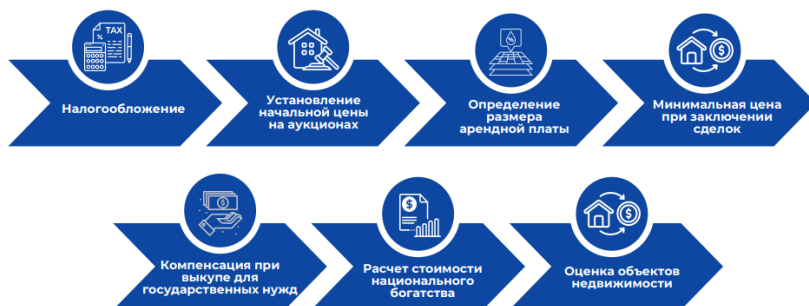 TAX
%
Налогообложение
Установление
начальной цены
на аукционах
%
Определение
размера
арендной платы
$
Минимальная цена
при заключении
сделок
$
Компенсация при
выкупе для
государственных нужд
$
Расчет стоимости
национального
богатства
$
Оценка объектов
недвижимости